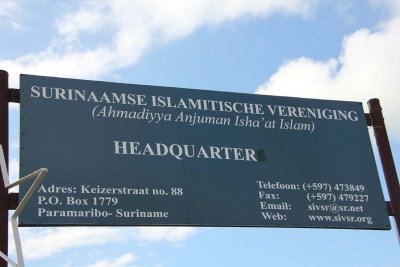 SURINAAMSE ISLAMITISCHE VERENIGING
(Ahmadiyya Anjuman Isha'at Islam)
HEADQUARTERS
Adres: Keizerstraat no. 88
P.O. Box 1779
Paramaribo- Suriname
Telefoon: (+597) 473849
Fax: (+597) 479227
Email: sivsr@sr.net
Web: www.sivsr.org